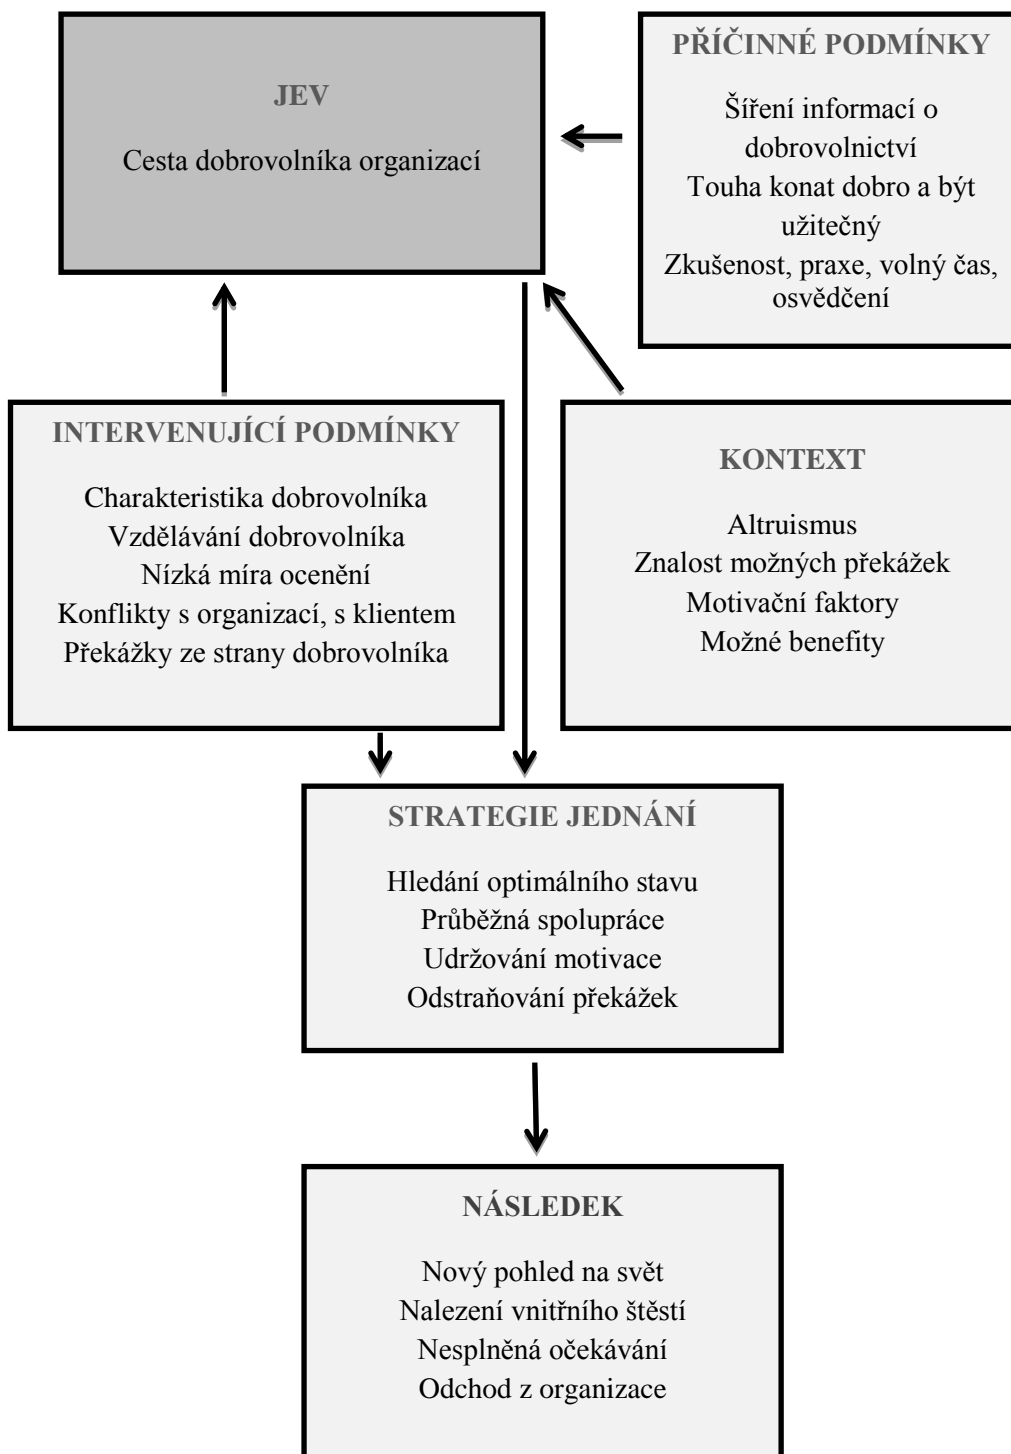 JEV
Cesta dobrovolníka organizací
PŘÍČINNÉ PODMÍNKY
Šíření informací o
dobrovolnictví
Touha konat dobro a být
užitečný
Zkušenost, praxe, volný čas,
osvědčení
INTERVENUJÍCÍ PODMÍNKY
Charakteristika dobrovolníka
Vzdělávání dobrovolníka
Nízká míra ocenění
Konflikty s organizací, s klientem
Překážky ze strany dobrovolníka
KONTEXT
Altruismus
Znalost možných překážek
Motivační faktory
Možné benefity
STRATEGIE JEDNÁNÍ
Hledání optimálního stavu
Průběžná spolupráce
Udržování motivace
Odstraňování překážek
NÁSLEDEK
Nový pohled na svět
Nalezení vnitřního štěstí
Nesplněná očekávání
Odchod z organizace